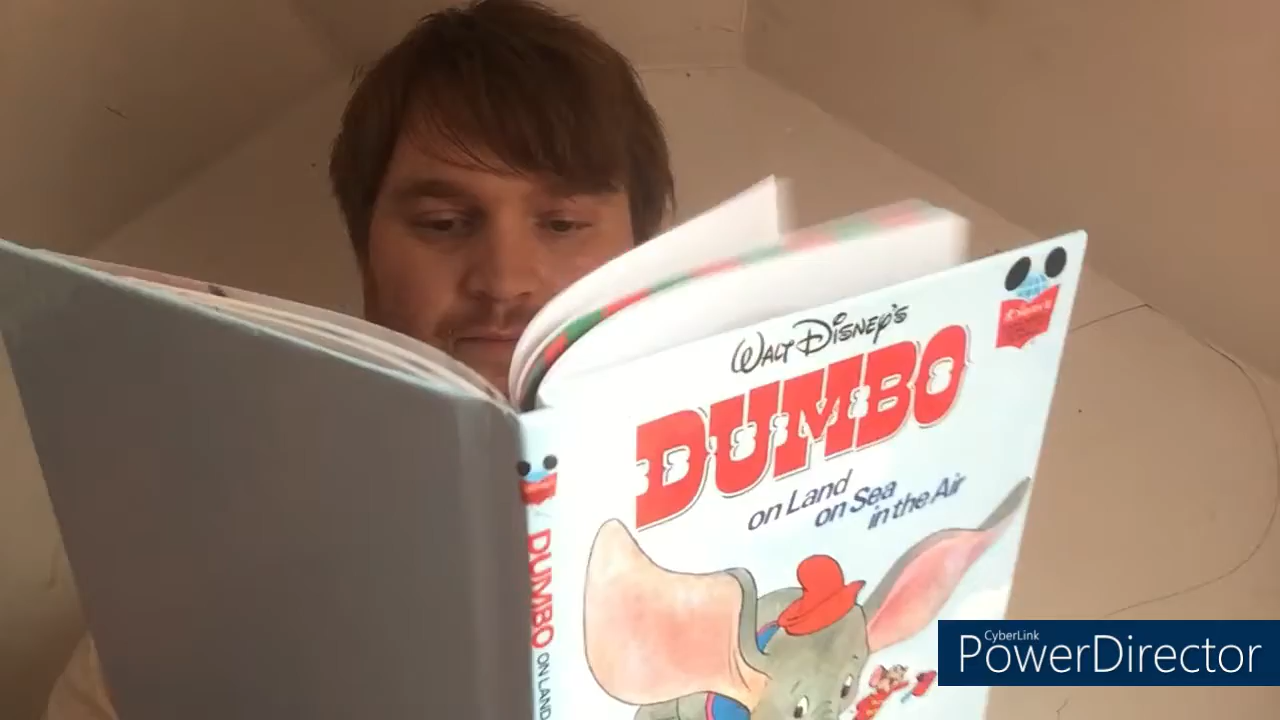 WALT DISNEY'S
DUMBO
on Land
on Sea
in the Air
DUMBO ON LAND
CyberLink
PowerDirector